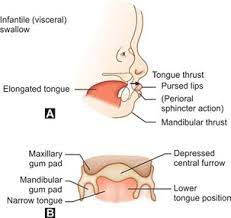 Infantile (visceral)
swallow
Tongue thrust
Pursed lips
Elongated tongue
(Perioral
sphincter action)
A
Mandibular thrust
Maxillary
gum pad
Depressed
central furrow
Mandibular
gum pad
Lower
tongue position
Narrow tongue
B